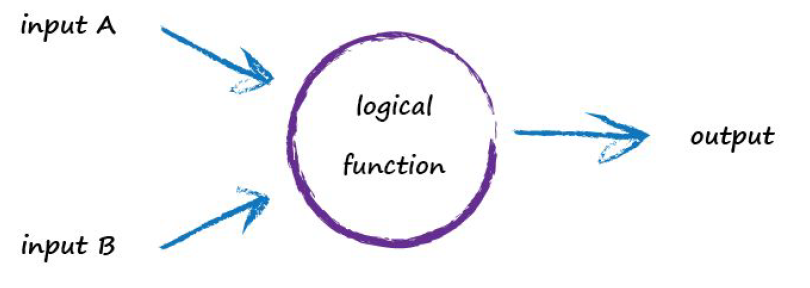 input A
logical
function
output
input B